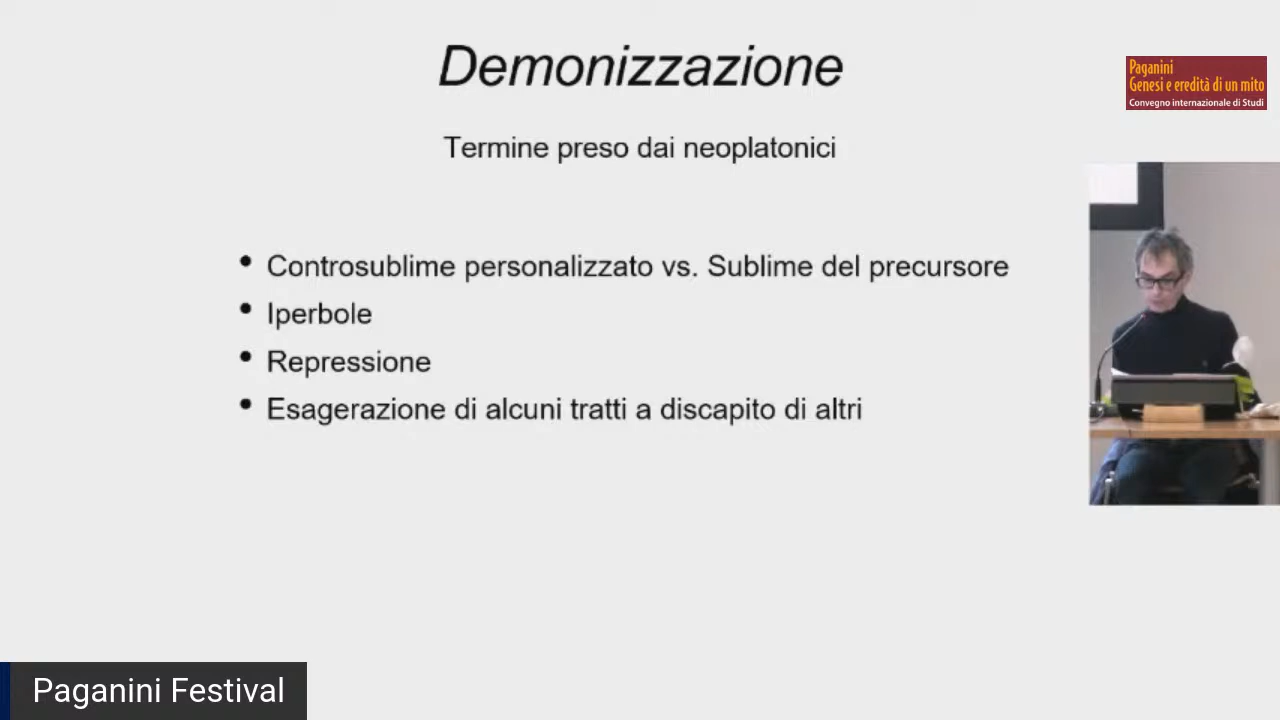 Demonizzazione
Termine preso dai neoplatonici
• Controsublime personalizzato vs. Sublime del precursore
• Iperbole
• Repressione
• Esagerazione di alcuni tratti a discapito di altri
Paganini
Genesi e eredità di un mito
Convegno internazionale di Studi
Paganini Festival